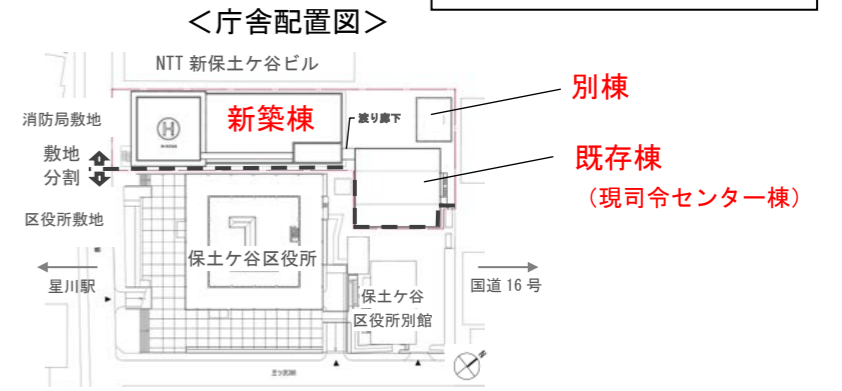 ＜庁舎配置図＞
NTT 新保土ケ谷ビル
別棟
消防局敷地
H
新築棟
渡り廊下
敷地
分割
既存棟
（現司令センター棟）
区役所敷地
保土ケ谷区役所
星川駅
国道 16 号
保土ケ谷
区役所別館
N